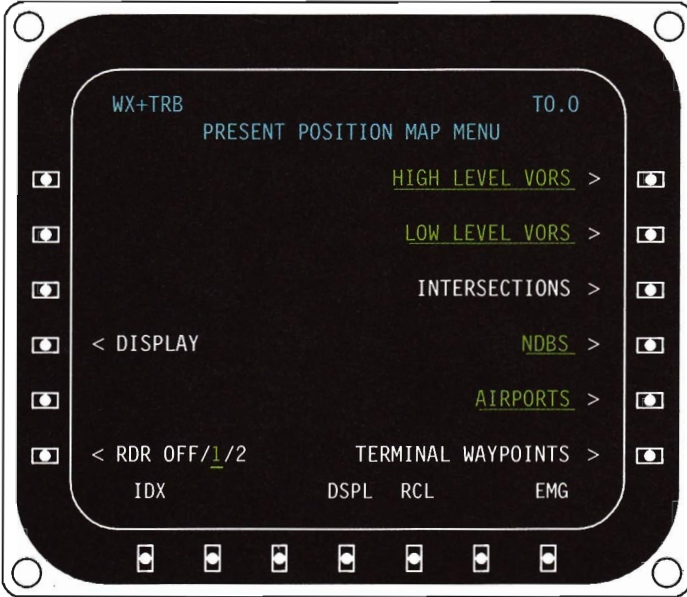 WX+TRB TO.O
PRESENT POSITION MAP MENU
HIGH LEVEL VORS >
LOW LEVEL VORS >
INTERSECTIONS >
< DISPLAY NDBS >
AIRPORTS >
< RDR OFF/1/2 TERMINAL WAYPOINTS >
IDX DSPL RCL EMG